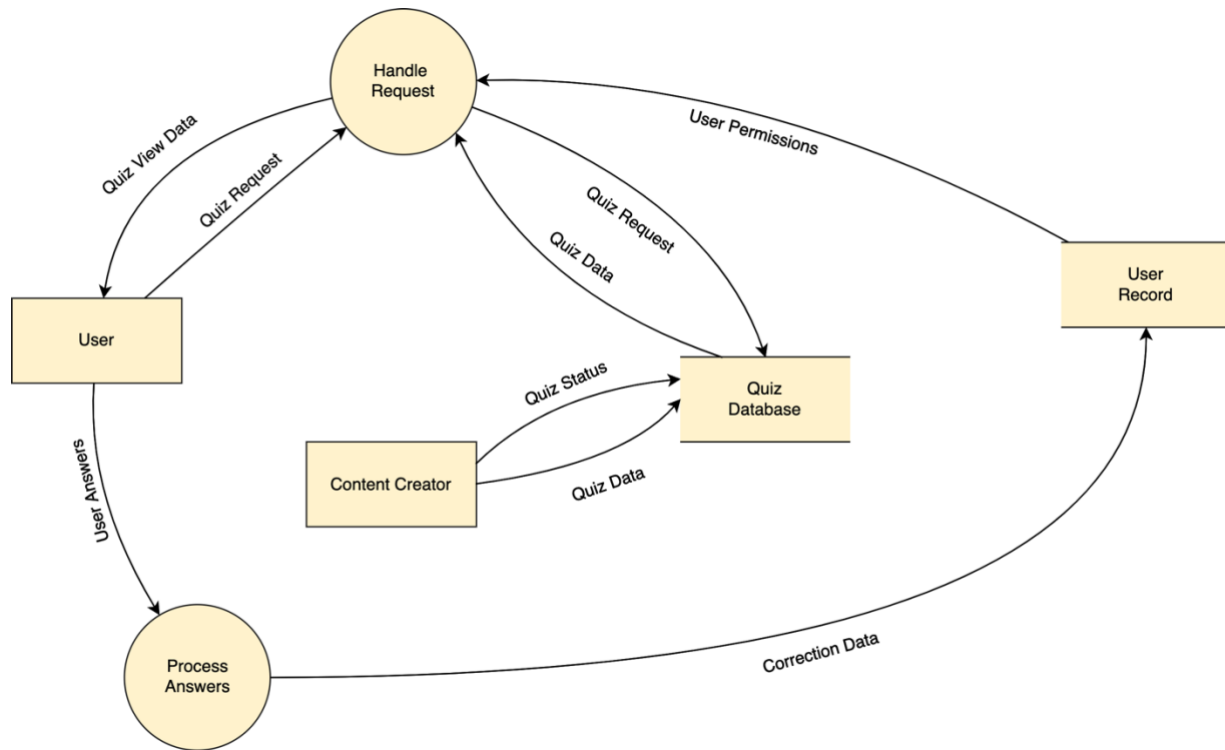 Handle
Request
User Permissions
Quiz View Data
Quiz Request
Quiz Request
Quiz Data
User
Record
User
Quiz Status
Quiz
Database
Content Creator
Quiz Data
User Answers
Process
Answers
Correction Data